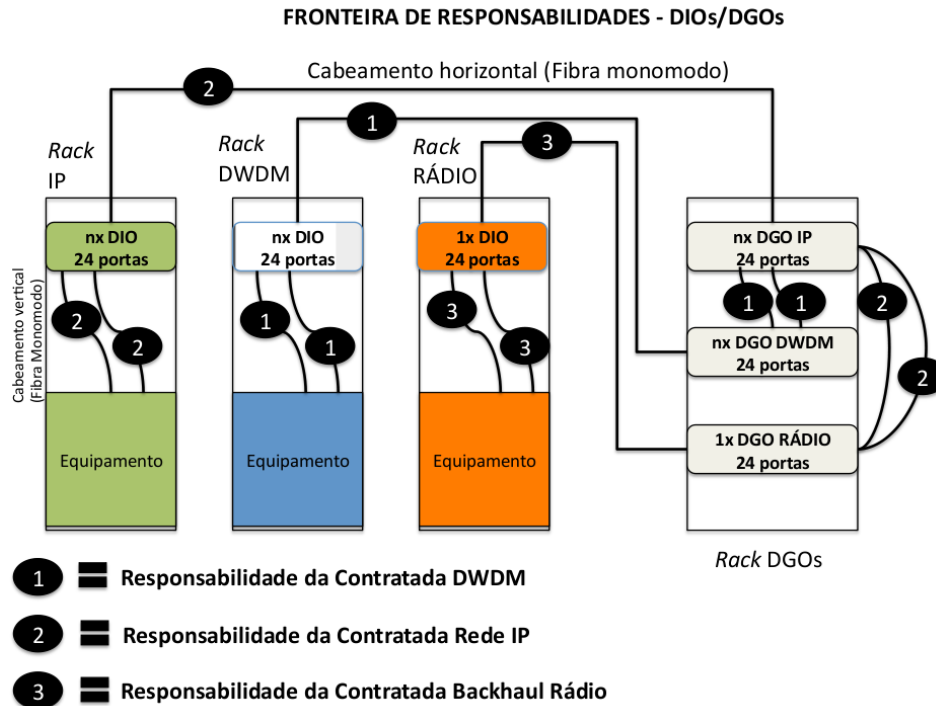 FRONTEIRA DE RESPONSABILIDADES - DIOs/DGOs
Cabeamento horizontal (Fibra monomodo)
2
1
3
Rack
IP
Rack
DWDM
Rack
RÁDIO
nx DIO
24 portas
nx DIO
24 portas
1x DIO
24 portas
nx DGO IP
24 portas
Cabeamento vertical
(Fibra Monomodo)
2
2
1
1
3
3
1
1
2
2
nx DGO DWDM
24 portas
1x DGO RÁDIO
24 portas
Equipamento
Equipamento
Equipamento
Rack DGOs
1 = Responsabilidade da Contratada DWDM
2 = Responsabilidade da Contratada Rede IP
3 = Responsabilidade da Contratada Backhaul Rádio